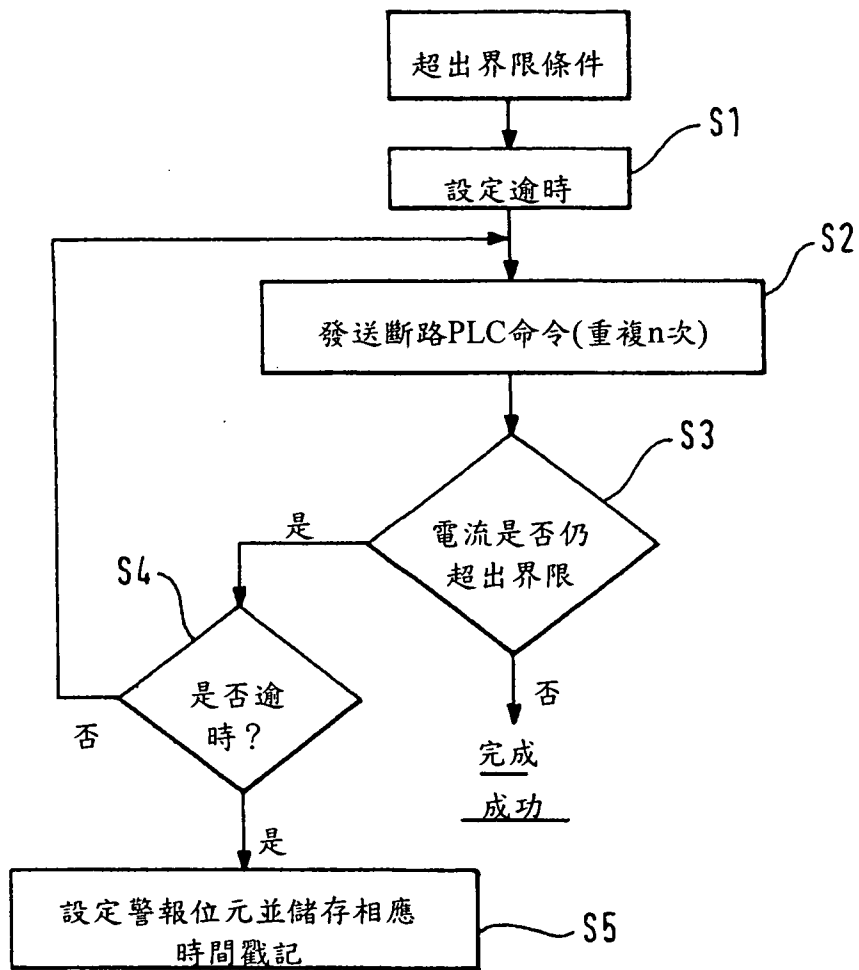 超出界限條件
S1
設定逾時
S2
發送斷路PLC命令(重複n次)
S3
電流是否仍
超出界限
是
S4
是否逾
時?
否
否
完成
成功
是
設定警報位元並儲存相應
時間戳記
S5